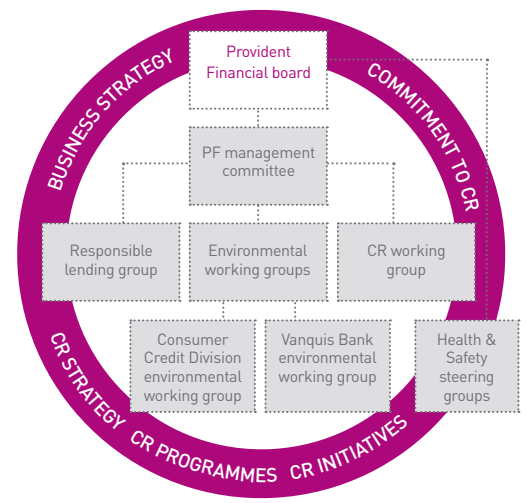 Provident
Financial board
BUSINESS STRATEGY
COMMITMENT TO CR
PF management
committee
Responsible
lending group
Environmental
working groups
CR working
group
Consumer
Credit Division
environmental
working group
Vanquis Bank
environmental
working group
Health &
Safety
steering
groups
CR STRATEGY
CR PROGRAMMES
CR INITIATIVES